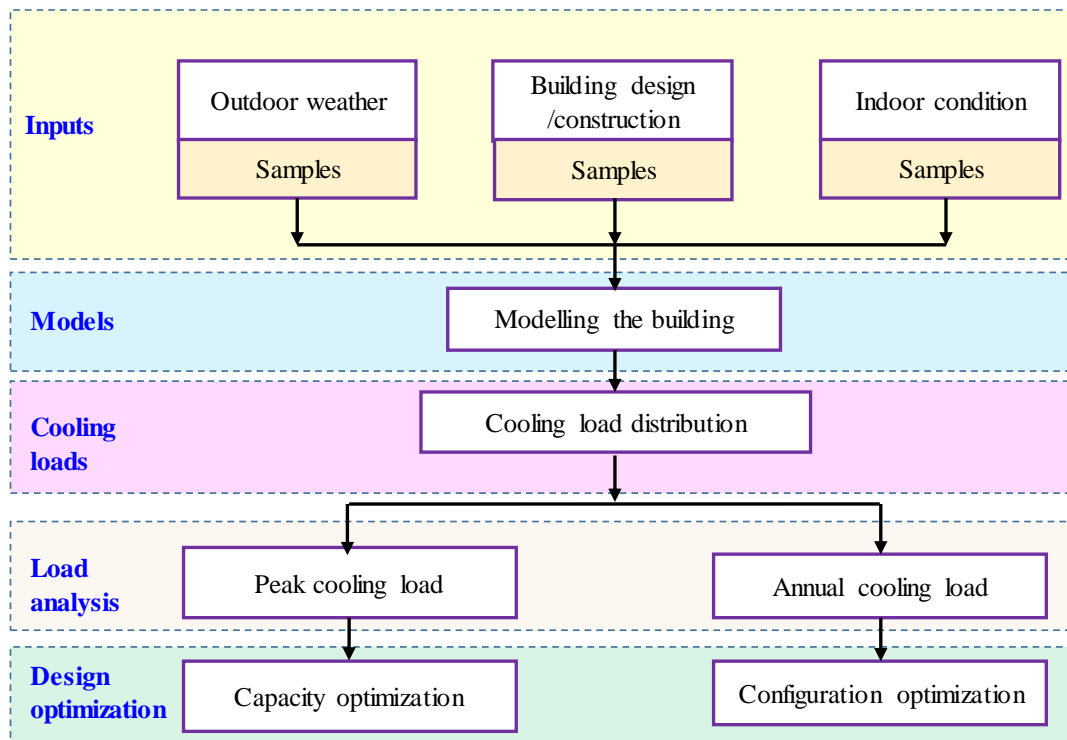 Inputs
Outdoor weather
Samples
Building design
/construction
Samples
Indoor condition
Samples
Models
Modelling the building
Cooling
loads
Cooling load distribution
Load
analysis
Peak cooling load
Annual cooling load
Design
optimization
Capacity optimization
Configuration optimization